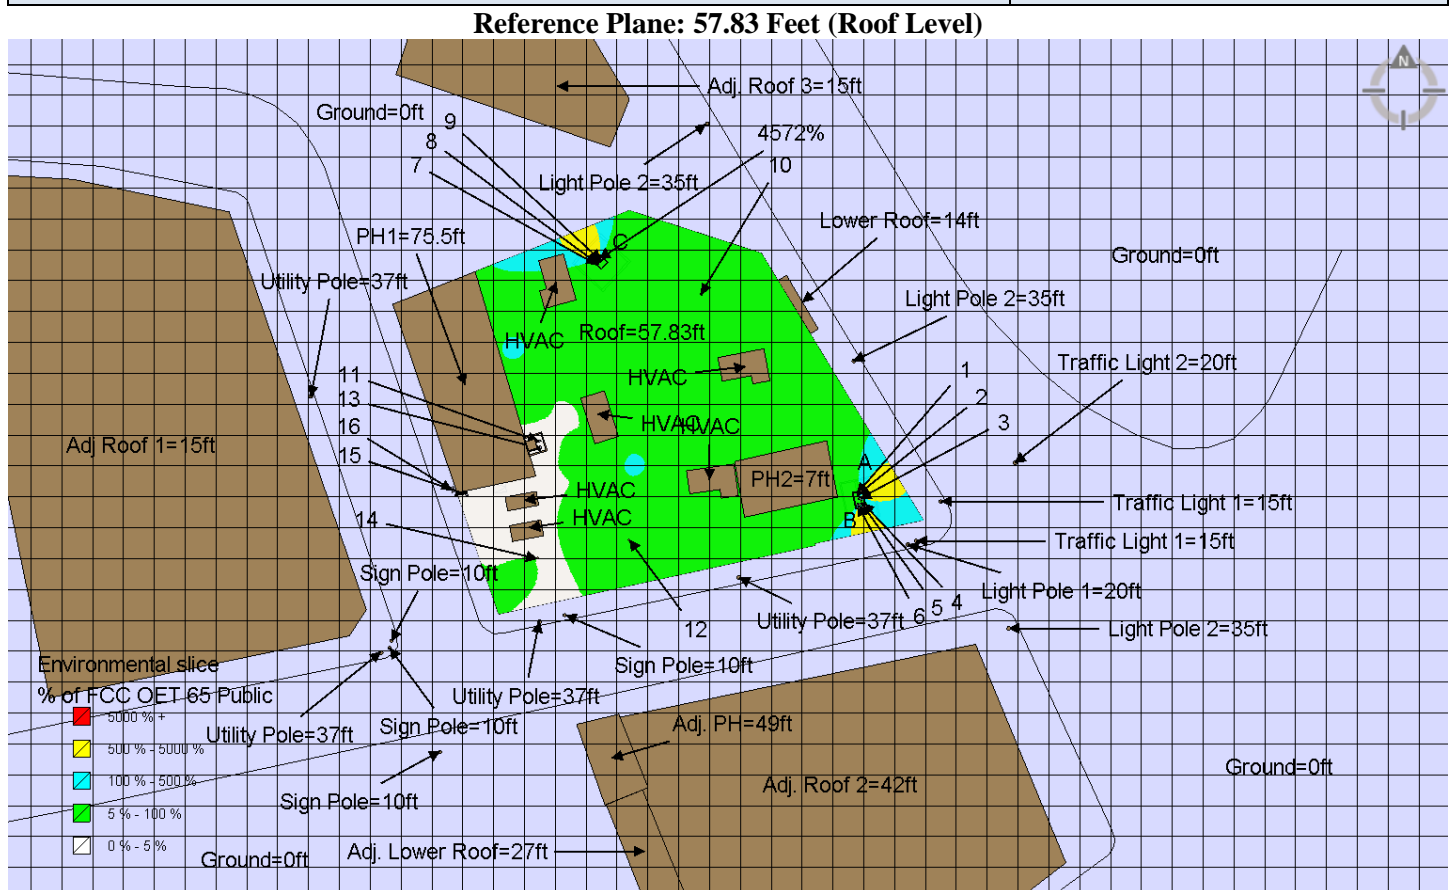 Reference Plane: 57.83 Feet (Roof Level)
N
Adj. Roof 3=15ft
Ground=0ft
9
8
7
4572%
10
Light Pole 2=35ft
Lower Roof=14ft
PH1=75.5ft
C
Ground=0ft
Utility Pole=37ft
Light Pole 2=35ft
HVAC
Roof=57.83ft
Traffic Light 2=20ft
HVAC
1
11
13
2
16
HVAC
HVAC
3
15
Adj Roof 1=15ft
A
PH2=7ft
HVAC
Traffic Light 1=15ft
HVAC
B
14
Traffic Light 1=15ft
Sign Pole=10ft
Light Pole 1=20ft
6
5
4
12
Utility Pole=37ft
Light Pole 2=35ft
Sign Pole=10ft
Environmental slice
% of FCC OET 65 Public
5000 % +
500 % - 5000 %
100 % - 500 %
5 % - 100 %
0 % - 5 %
Utility Pole=37ft
Utility Pole=37ft
Sign Pole=10ft
Adj. PH=49ft
Sign Pole=10ft
Adj. Roof 2=42ft
Ground=0ft
Adj. Lower Roof=27ft
Ground=0ft